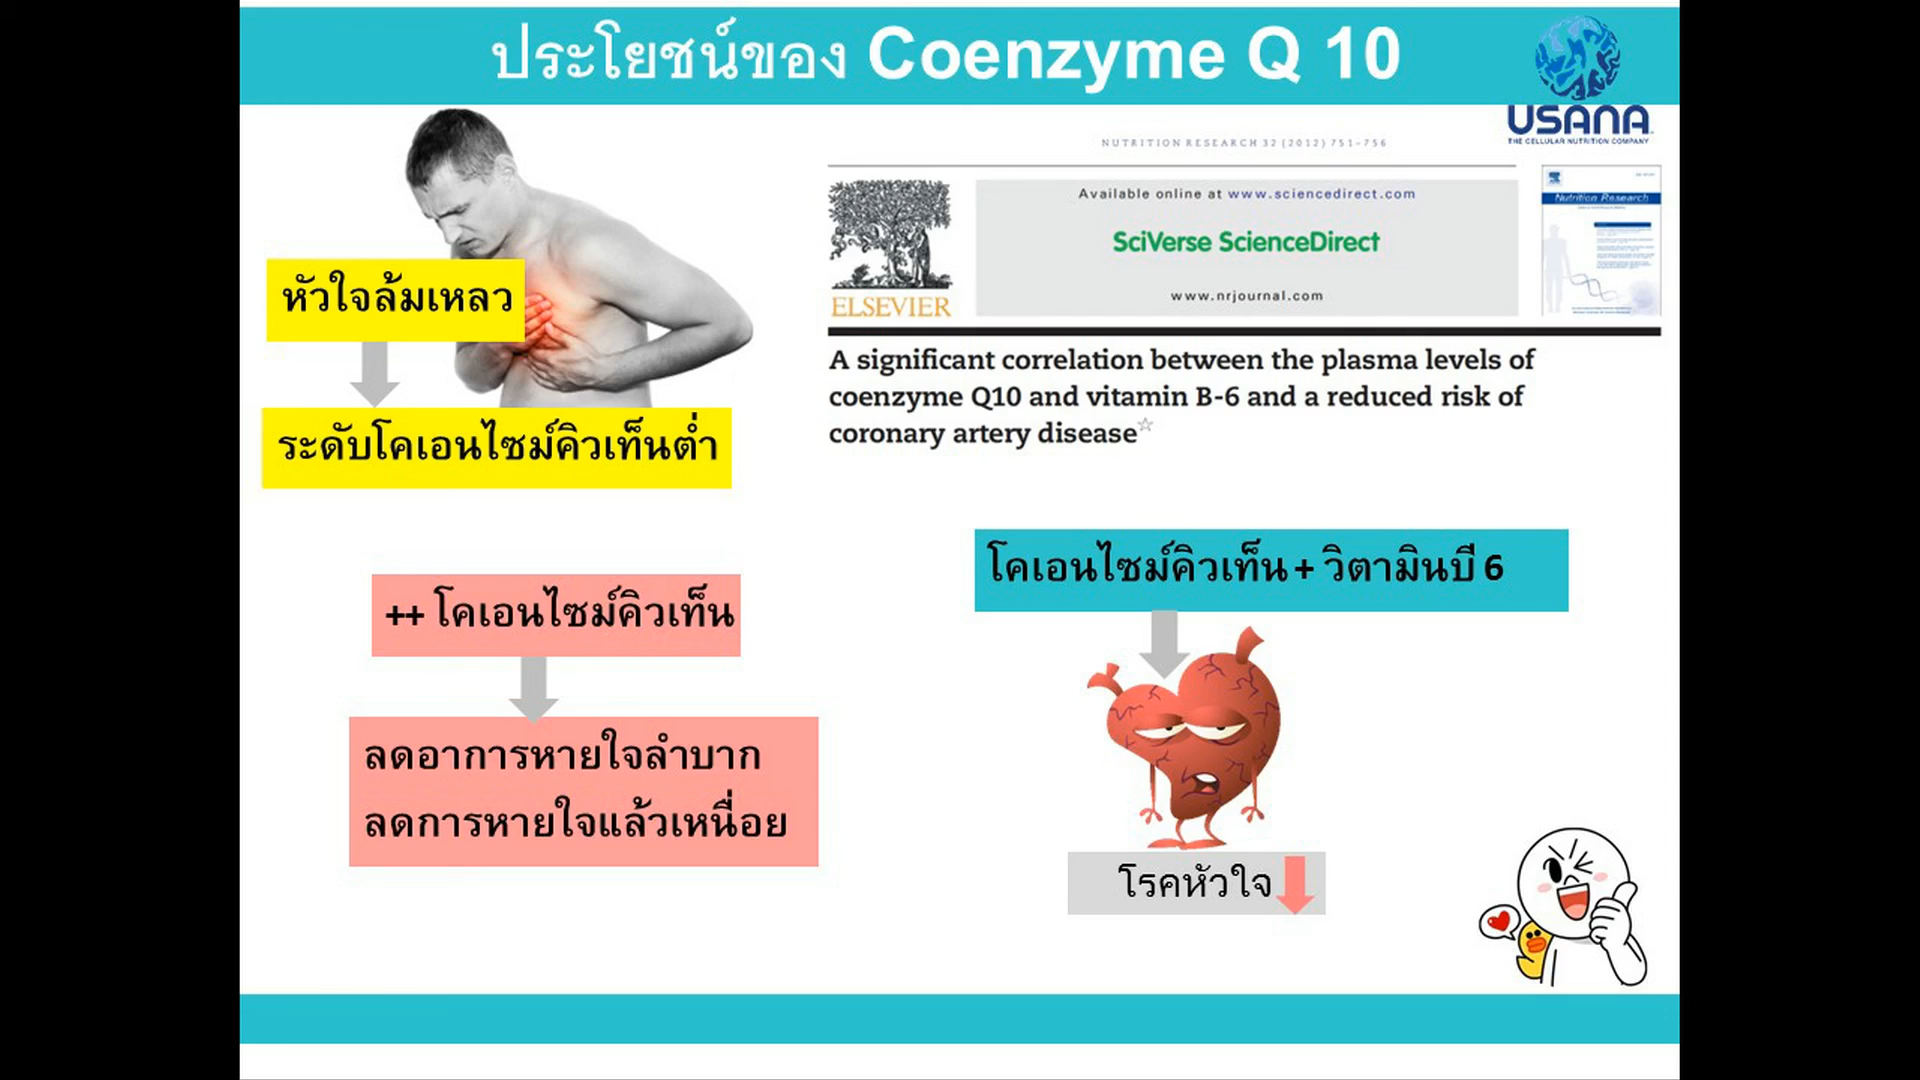 ประโยชน์ของ Coenzyme Q 10
USANA
THE CELLULAR NUTRITION COMPANY
NUTRITION RESEARCH 32 (2012) 751-756
Available online at www.sciencedirect.com
SciVerse ScienceDirect
www.nrjournal.com
ELSEVIER
Nutrition Research
A significant correlation between the plasma levels of
coenzyme Q10 and vitamin B-6 and a reduced risk of
coronary artery disease☆
หัวใจล้มเหลว
ระดับโคเอนไซม์คิวเท็นต่ำ
++ โคเอนไซม์คิวเท็น
ลดอาการหายใจลำบาก
ลดการหายใจแล้วเหนื่อย
โคเอนไซม์คิวเท็น + วิตามินบี 6
โรคหัวใจ